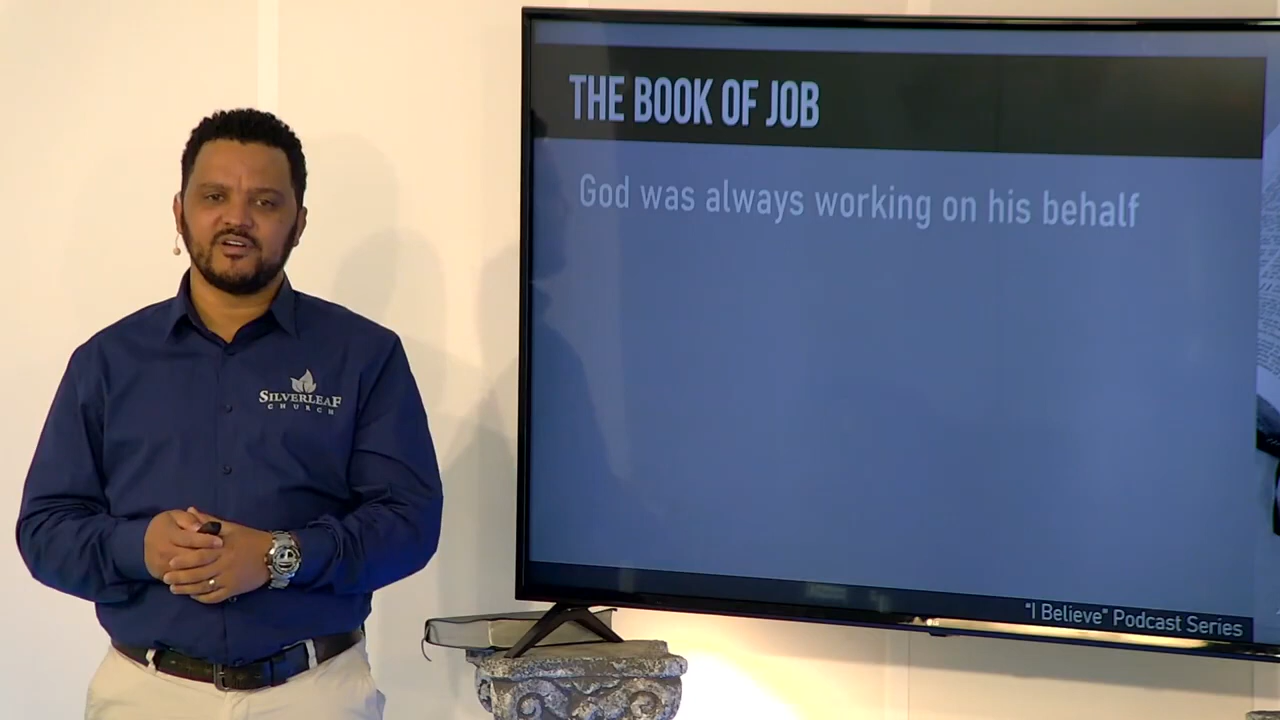 THE BOOK OF JOB
God was always working on his behalf
SILVERLEAF
CHURCH
"I Believe" Podcast Series